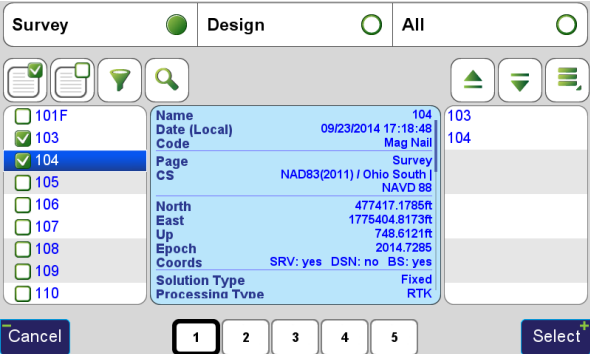 Survey Design All
101F
103
104
105
106
107
108
109
110
Name 104
Date (Local) 09/23/2014 17:18:48
Code Mag Nail
Page Survey
CS NAD83(2011) / Ohio South |
NAVD 88
North 477417.1785ft
East 1775404.8173ft
Up 748.6121ft
Epoch 2014.7285
Coords SRV: yes DSN: no BS: yes
Solution Type Fixed
Processing Type RTK
103
104
Cancel 1 2 3 4 5 Select